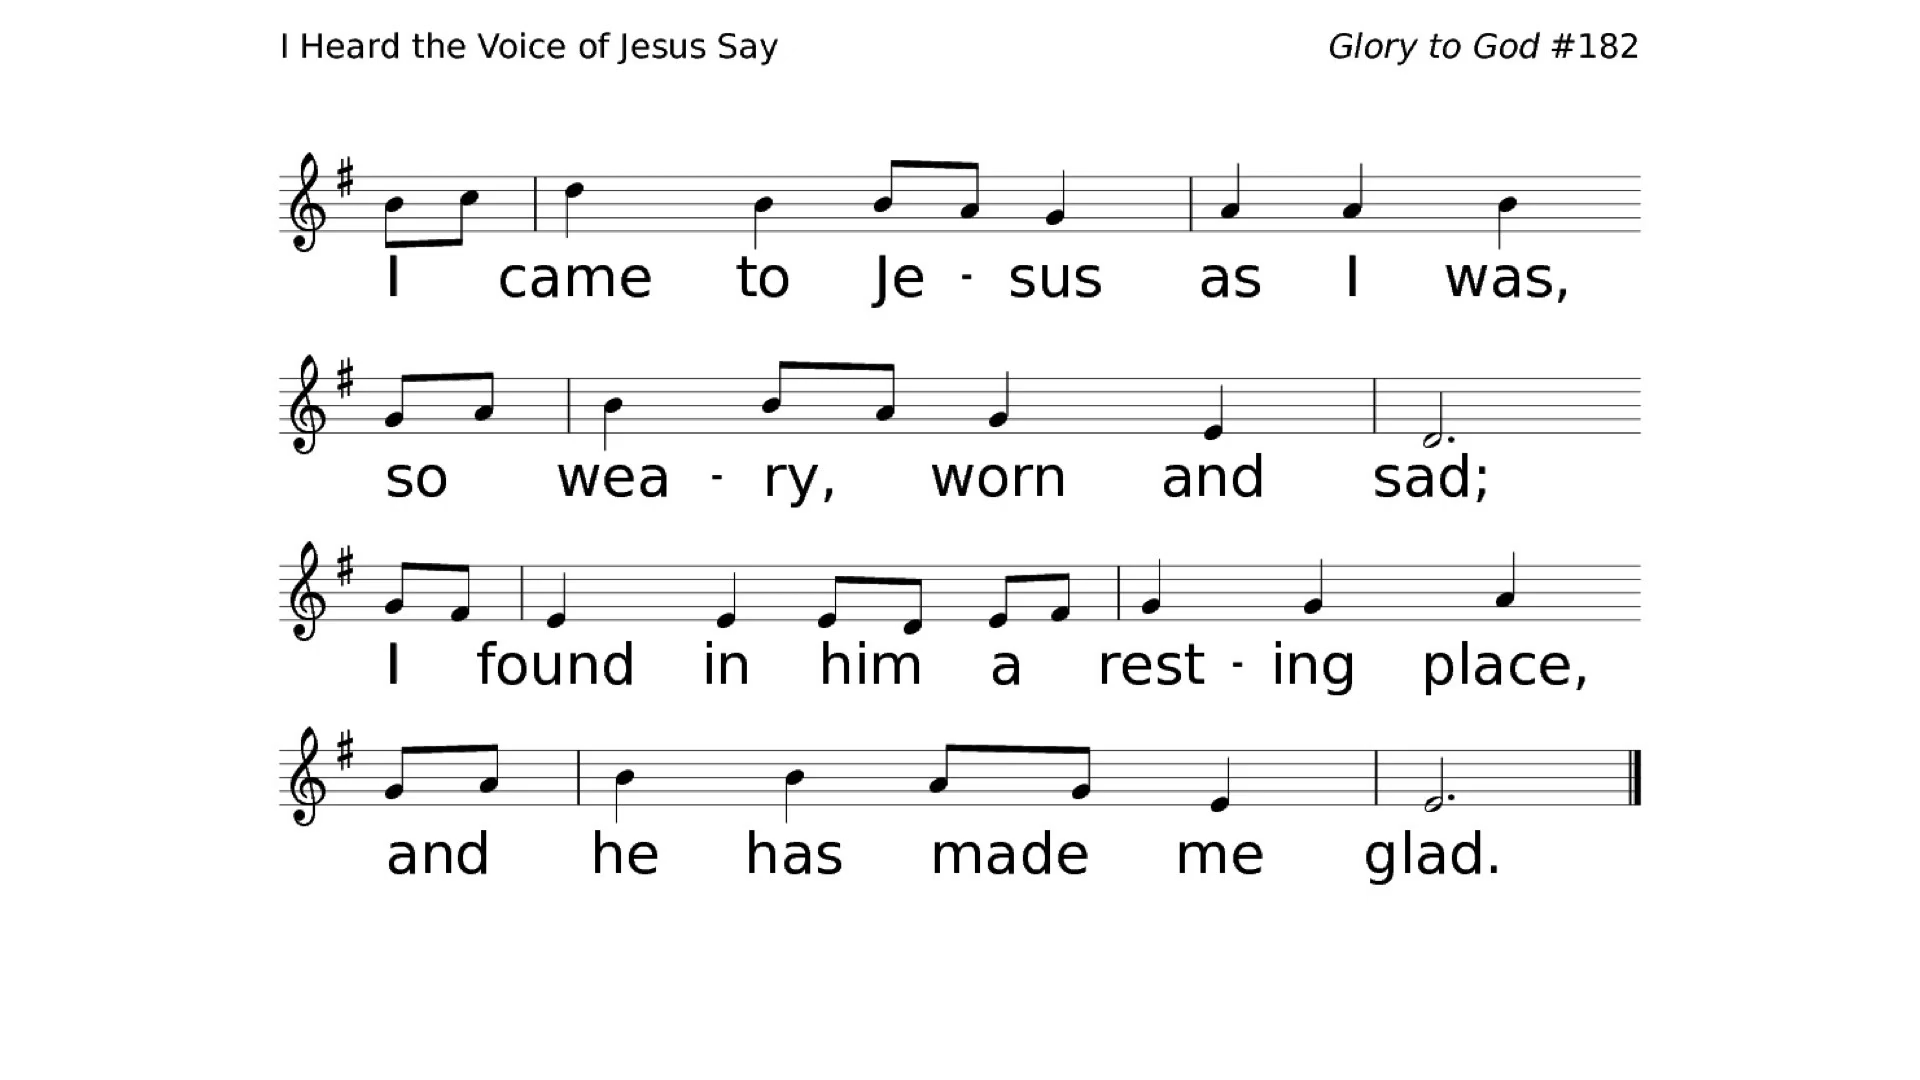 I Heard the Voice of Jesus Say
Glory to God #182
I came to Je - sus as I was,
so wea - ry, worn and sad;
I found in him a rest - ing place,
and he has made me glad.